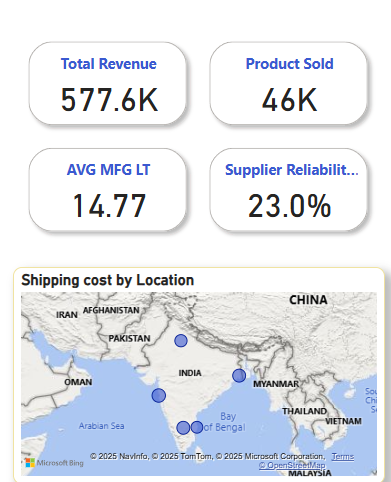 Total Revenue
577.6K
Product Sold
46K
AVG MFG LT
14.77
Supplier Reliabilit...
23.0%
Shipping cost by Location
CHINA
AFGHANISTAN
IRAN
PAKISTAN
OMAN
INDIA
MYANMAR
THAILAND
VIETNAM
Arabian Sea
Bay
of Bengal
Sou
Chi
Se
MALAYSIA
Microsoft Bing
© 2025 NavInfo, © 2025 TomTom, © 2025 Microsoft Corporation, Terms
© OpenStreetMap